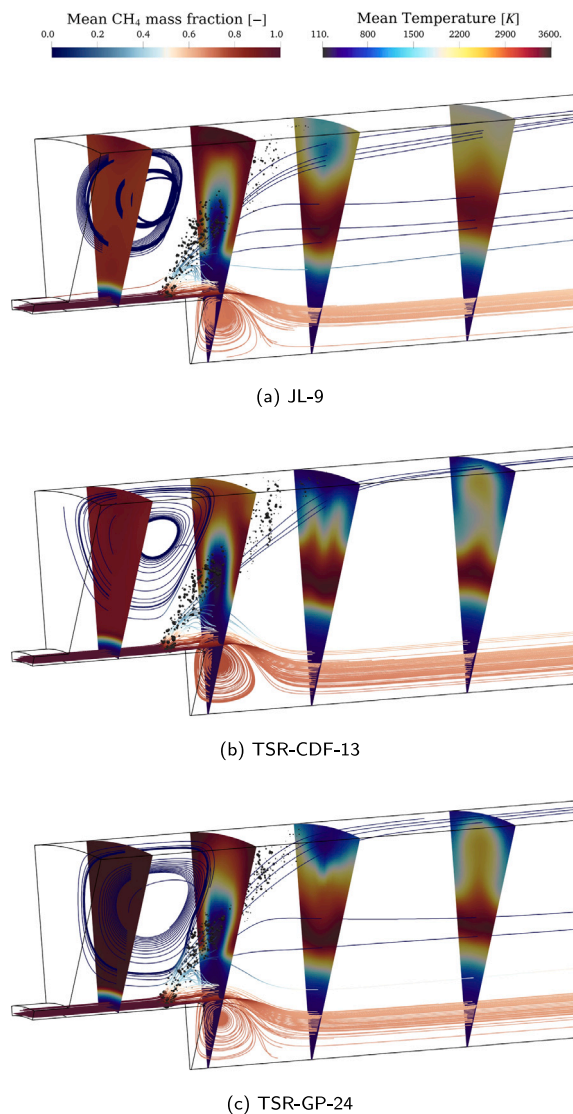 Mean CH₄ mass fraction [−]
Mean Temperature [K]
0.0 0.2 0.4 0.6 0.8 1.0
110. 800 1500 2200 2900 3600.
(a) JL-9
(b) TSR-CDF-13
(c) TSR-GP-24